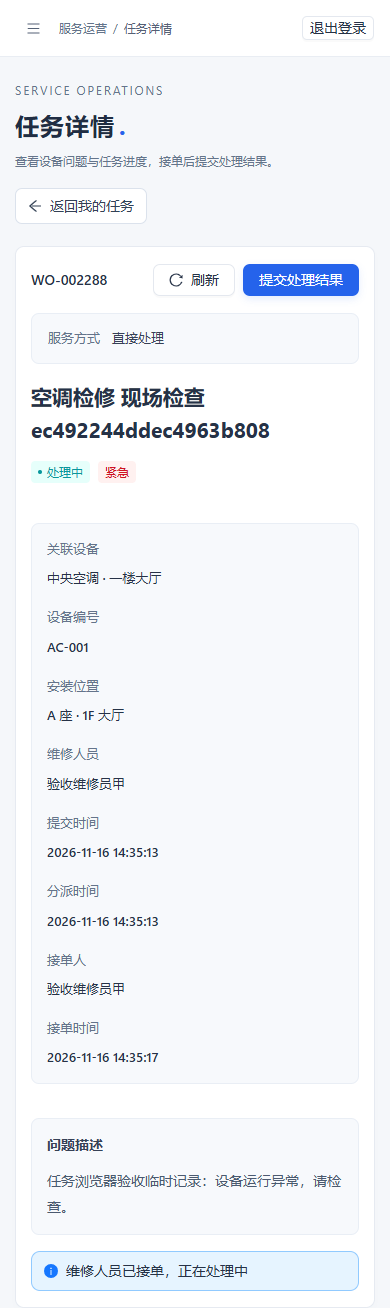 服务运营 / 任务详情
退出登录
SERVICE OPERATIONS
任务详情.
查看设备问题与任务进度，接单后提交处理结果。
返回我的任务
WO-002288
刷新
提交处理结果
服务方式 直接处理
空调检修 现场检查
ec492244ddec4963b808
处理中
紧急
关联设备
中央空调 · 一楼大厅
设备编号
AC-001
安装位置
A 座 · 1F 大厅
维修人员
验收维修员甲
提交时间
2026-11-16 14:35:13
分派时间
2026-11-16 14:35:13
接单人
验收维修员甲
接单时间
2026-11-16 14:35:17
问题描述
任务浏览器验收临时记录：设备运行异常，请检
查。
维修人员已接单，正在处理中